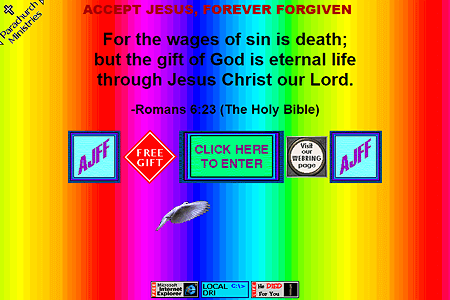 Parachurch
Ministries
ACCEPT JESUS, FOREVER FORGIVEN
For the wages of sin is death;
but the gift of God is eternal life
through Jesus Christ our Lord.
-Romans 6:23 (The Holy Bible)
AJFF
FREE
GIFT
CLICK HERE
TO ENTER
Visit
our
WEBRING
page
AJFF
Microsoft
Internet
Explorer
LOCAL C:\>
DRI
He DIED
For You